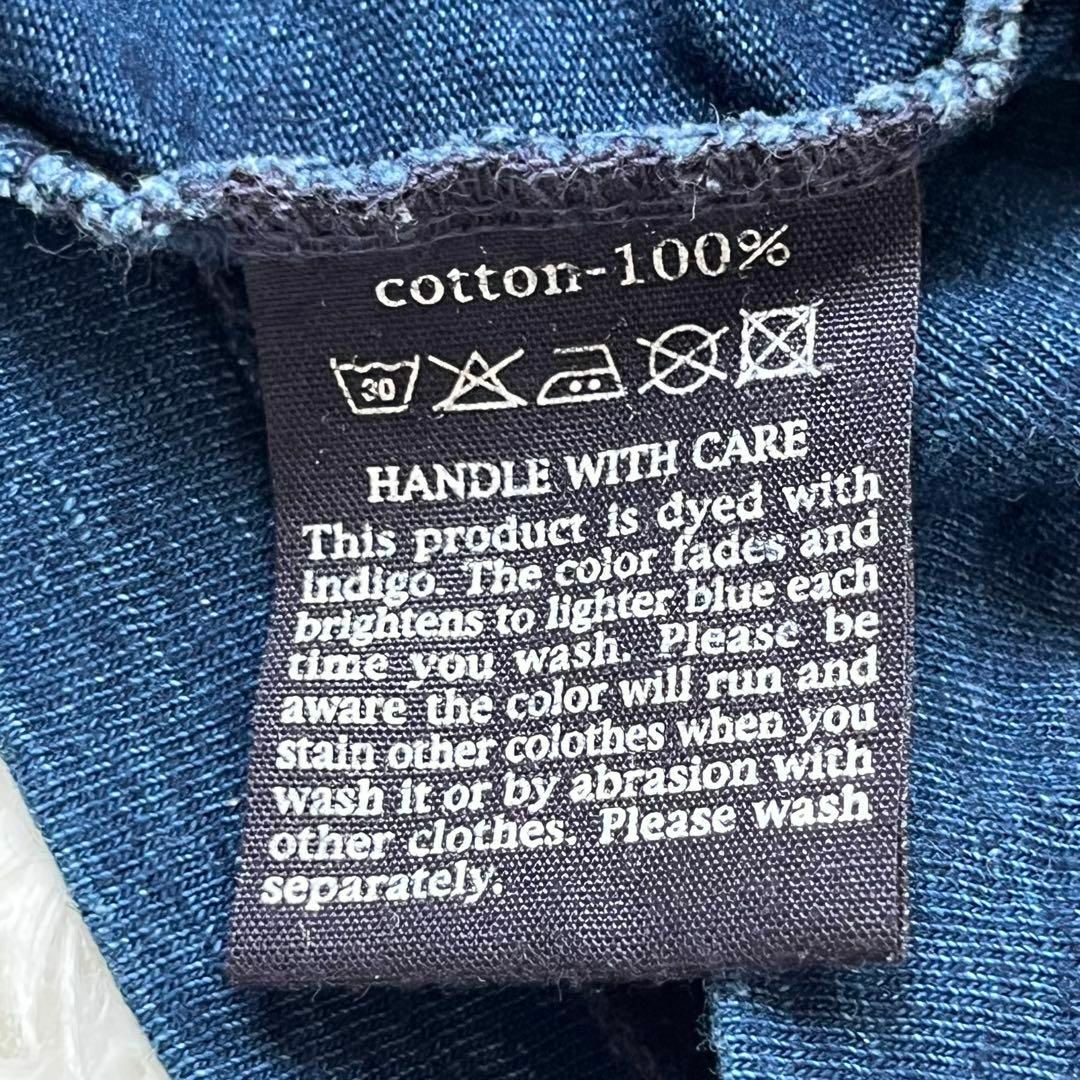 cotton-100%
30
HANDLE WITH CARE
This product is dyed with
Indigo. The color fades and
brightens to lighter blue each
time you wash. Please be
aware the color will run and
stain other colothes when you
wash it or by abrasion with
other clothes. Please wash
separately.